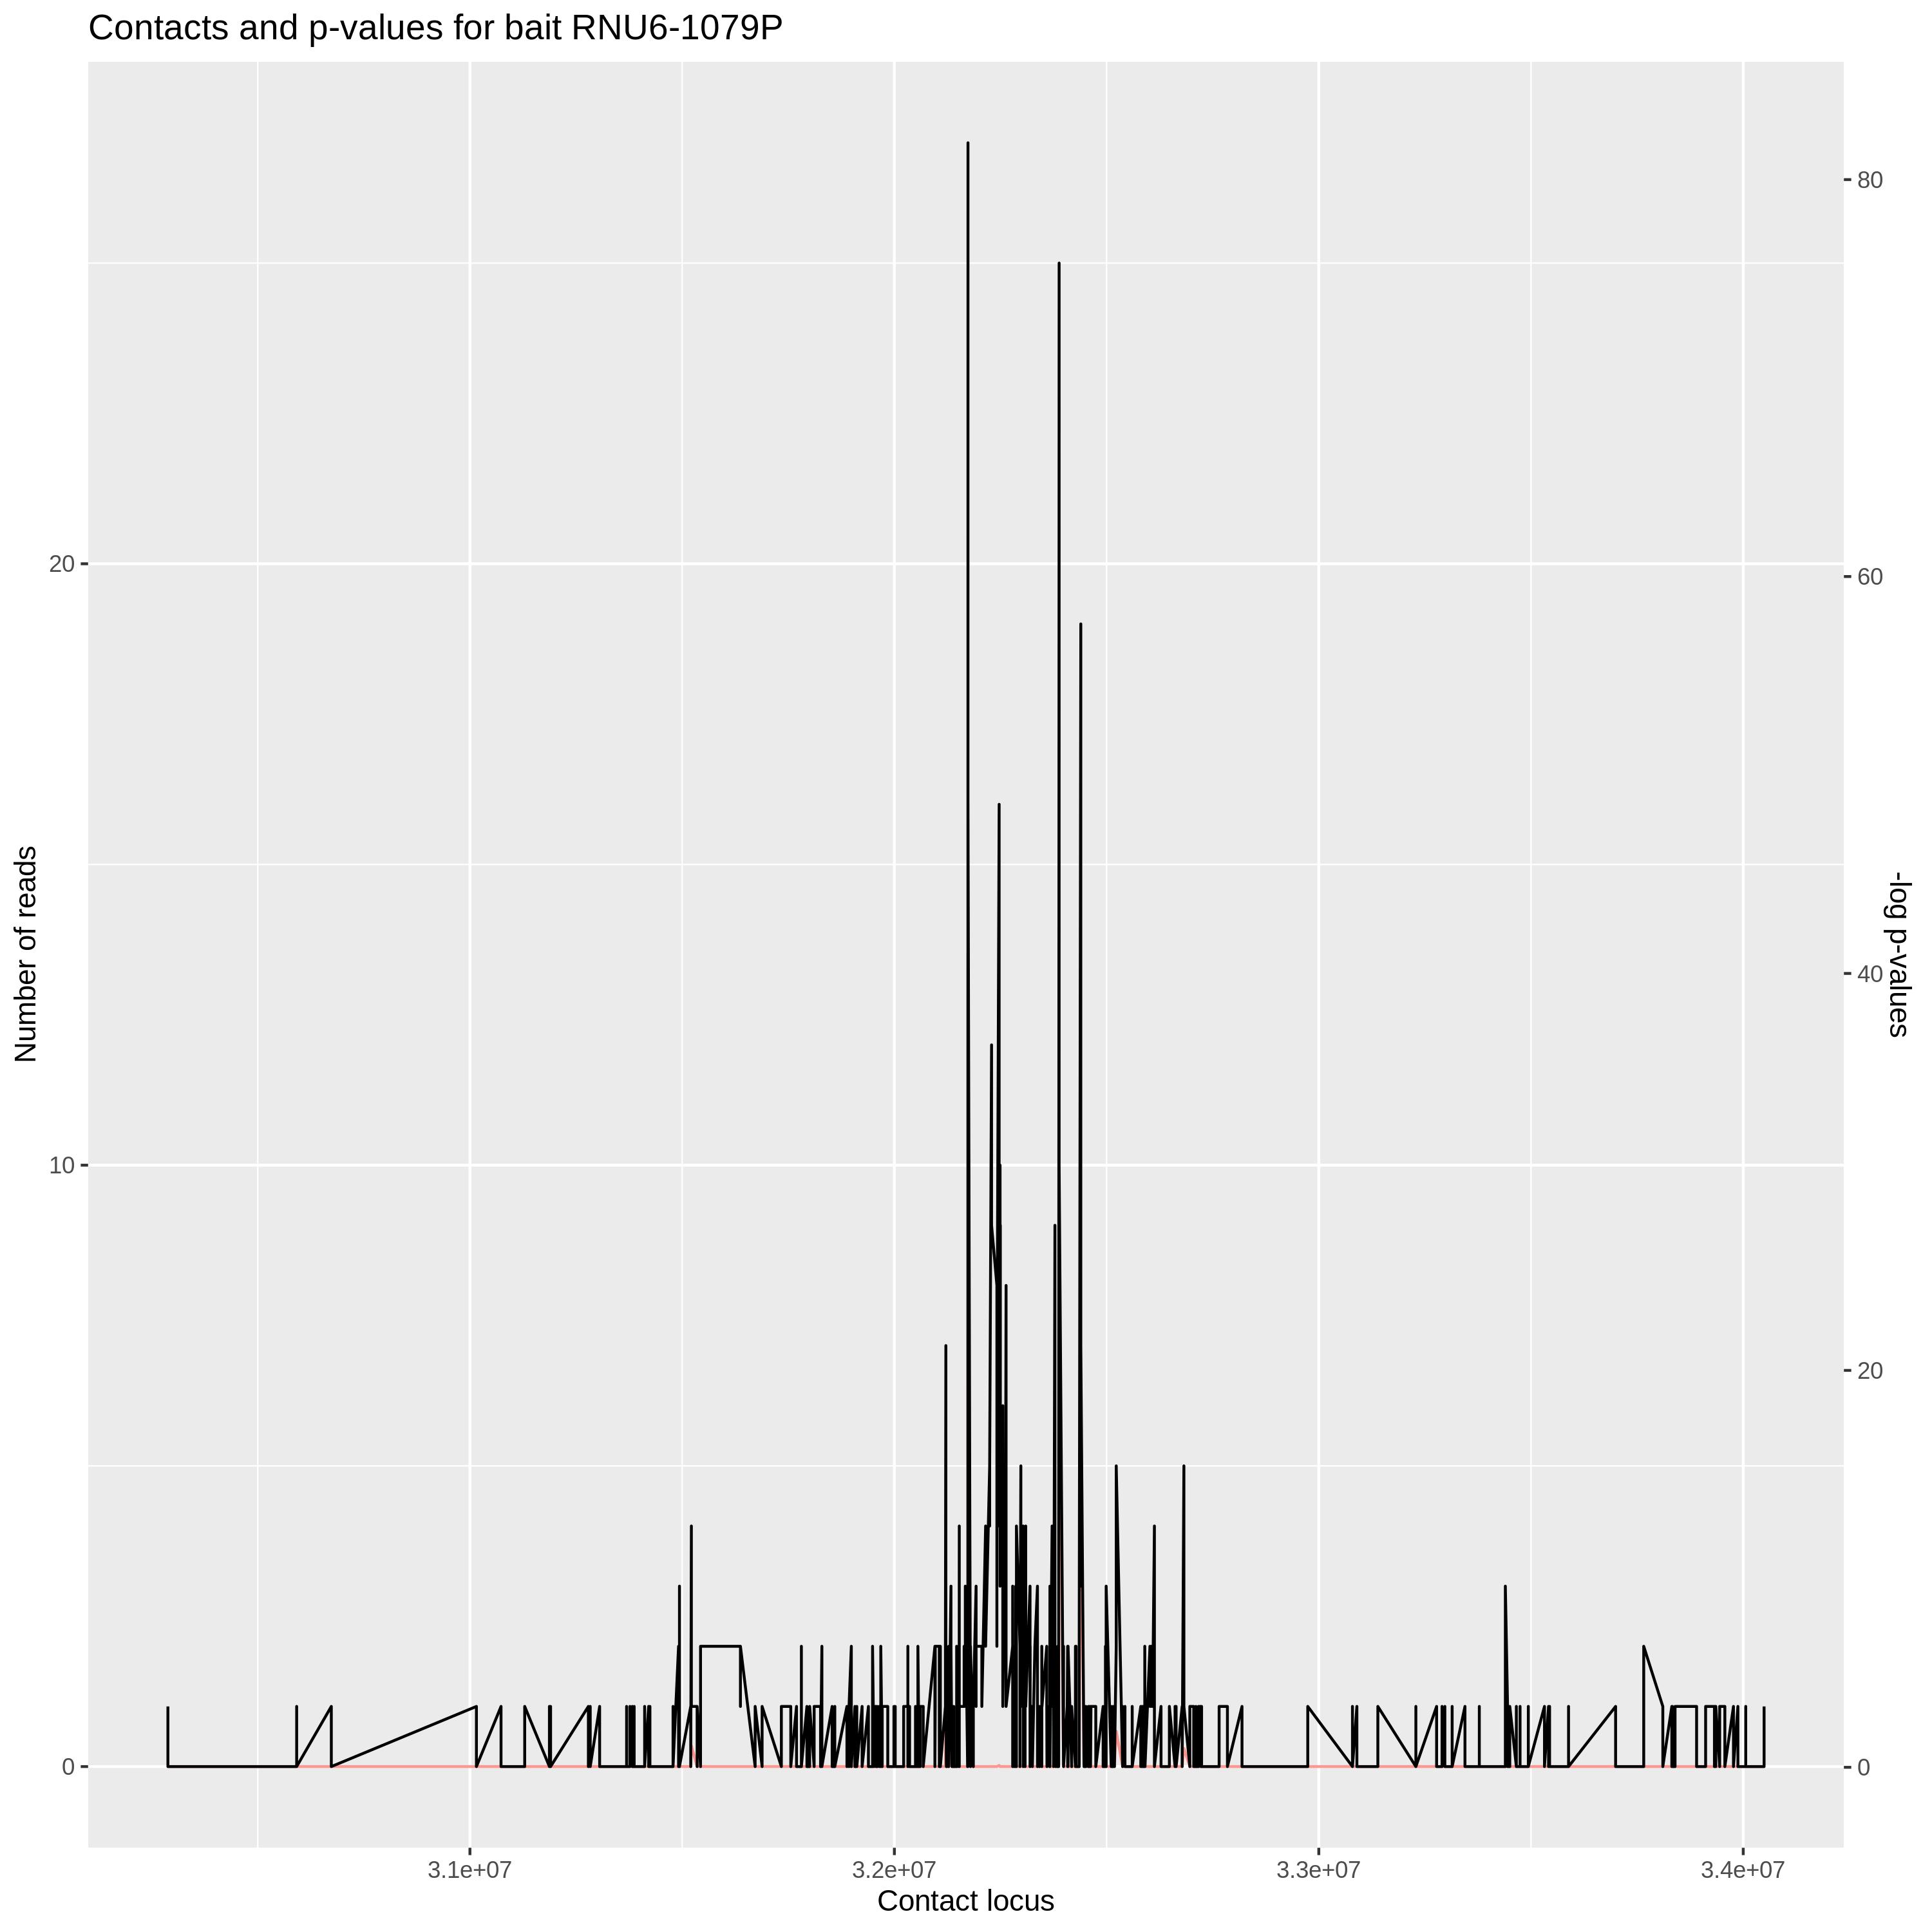 Contacts and p-values for bait RNU6-1079P
Number of reads
20
10
0
80
60
40
20
0
-log p-values
3.1e+07
3.2e+07
3.3e+07
3.4e+07
Contact locus